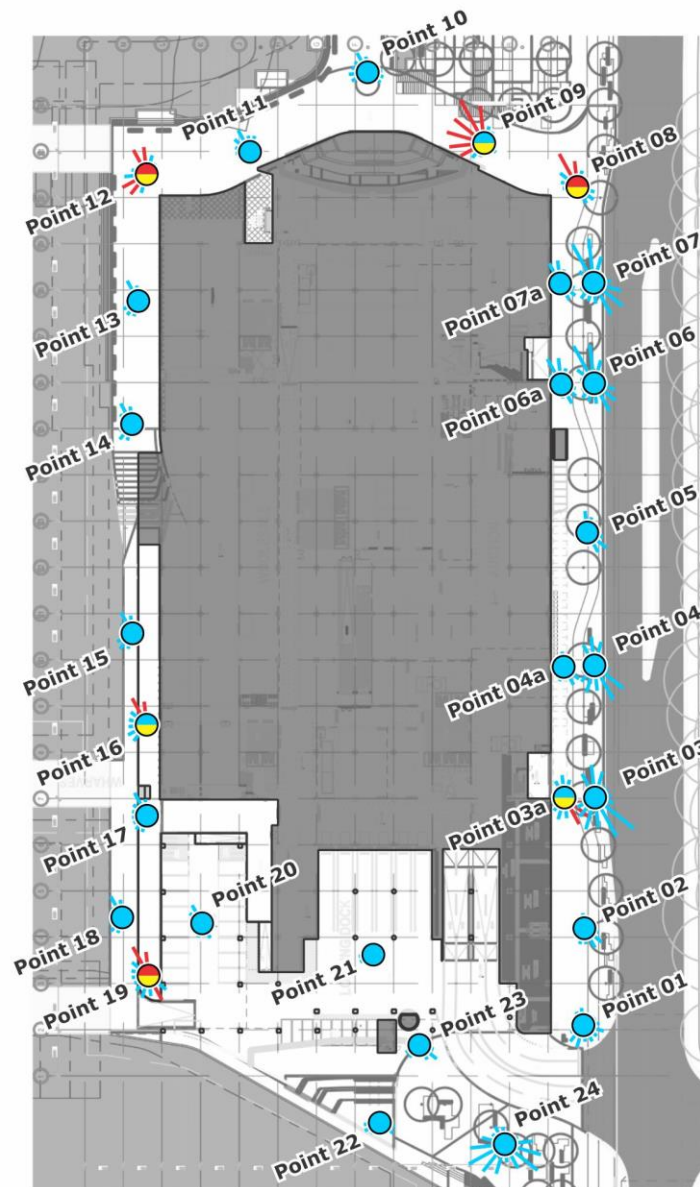 Point 10
Point 11
Point 09
Point 08
Point 12
Point 07
Point 07a
Point 13
Point 06
Point 06a
Point 14
Point 05
Point 04
Point 15
Point 04a
Point 16
Point 03
Point 03a
Point 17
Point 20
Point 02
Point 18
Point 21
Point 19
Point 23
Point 01
Point 24
Point 22
LOADING DOCK